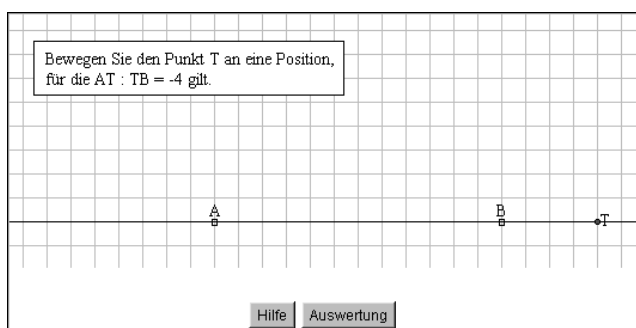 Bewegen Sie den Punkt T an eine Position,
für die AT : TB = -4 gilt.
A B T
Hilfe Auswertung